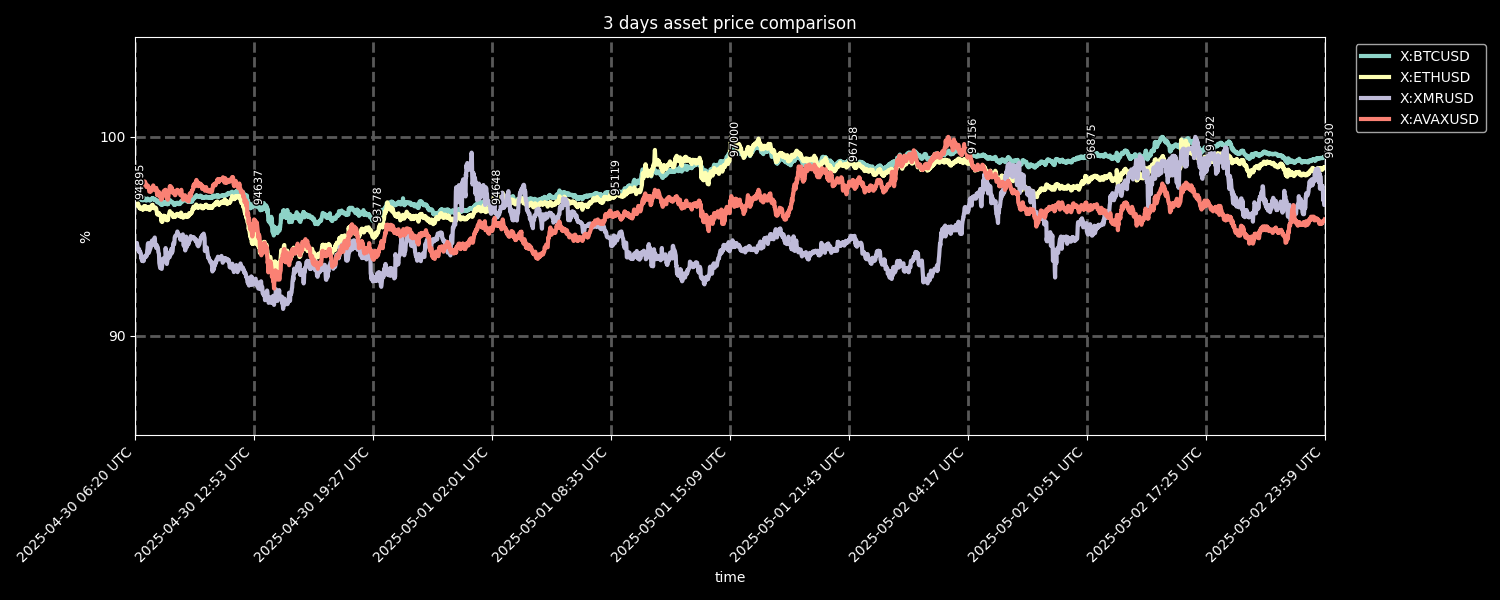 3 days asset price comparison
X:BTCUSD
X:ETHUSD
X:XMRUSD
X:AVAXUSD
100
90
%
94895
94637
93778
94648
95119
97000
96758
97156
96875
97292
96930
2025-04-30 06:20 UTC
2025-04-30 12:53 UTC
2025-04-30 19:27 UTC
2025-05-01 02:01 UTC
2025-05-01 08:35 UTC
2025-05-01 15:09 UTC
2025-05-01 21:43 UTC
2025-05-02 04:17 UTC
2025-05-02 10:51 UTC
2025-05-02 17:25 UTC
2025-05-02 23:59 UTC
time